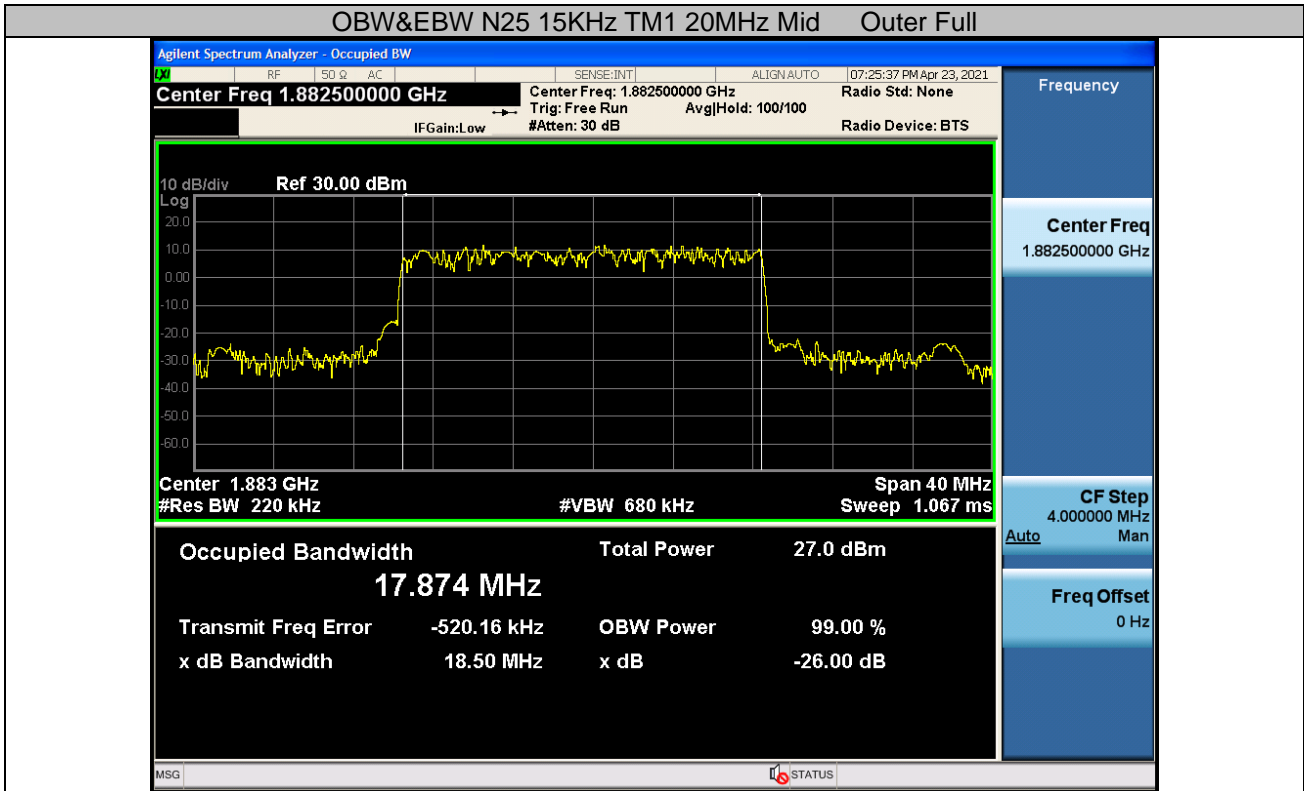 OBW&EBW N25 15KHz TM1 20MHz Mid Outer Full
Agilent Spectrum Analyzer - Occupied BW
LXI RF 50 Ω AC SENSE:INT ALIGN AUTO 07:25:37 PM Apr 23, 2021
Center Freq 1.882500000 GHz
Center Freq: 1.882500000 GHz
Radio Std: None
Trig: Free Run Avg|Hold: 100/100
IFGain:Low #Atten: 30 dB
Radio Device: BTS
10 dB/div Ref 30.00 dBm
Log
20.0
10.0
0.00
-10.0
-20.0
-30.0
-40.0
-50.0
-60.0
Center 1.883 GHz Span 40 MHz
#Res BW 220 kHz #VBW 680 kHz Sweep 1.067 ms
Occupied Bandwidth Total Power 27.0 dBm
17.874 MHz
Transmit Freq Error -520.16 kHz OBW Power 99.00 %
x dB Bandwidth 18.50 MHz x dB -26.00 dB
Frequency
Center Freq
1.882500000 GHz
CF Step
4.000000 MHz
Auto Man
Freq Offset
0 Hz
MSG STATUS